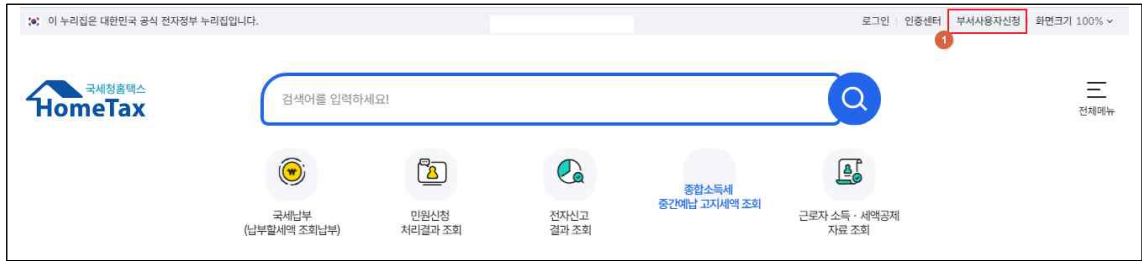 이 누리집은 대한민국 공식 전자정부 누리집입니다.
로그인 인증센터 부서사용자신청 화면크기 100%
1
국세청홈택스
HomeTax
검색어를 입력하세요!
전체메뉴
국세납부
(납부할세액 조회납부)
민원신청
처리결과 조회
전자신고
결과 조회
종합소득세
중간예납 고지세액 조회
근로자 소득·세액공제
자료 조회